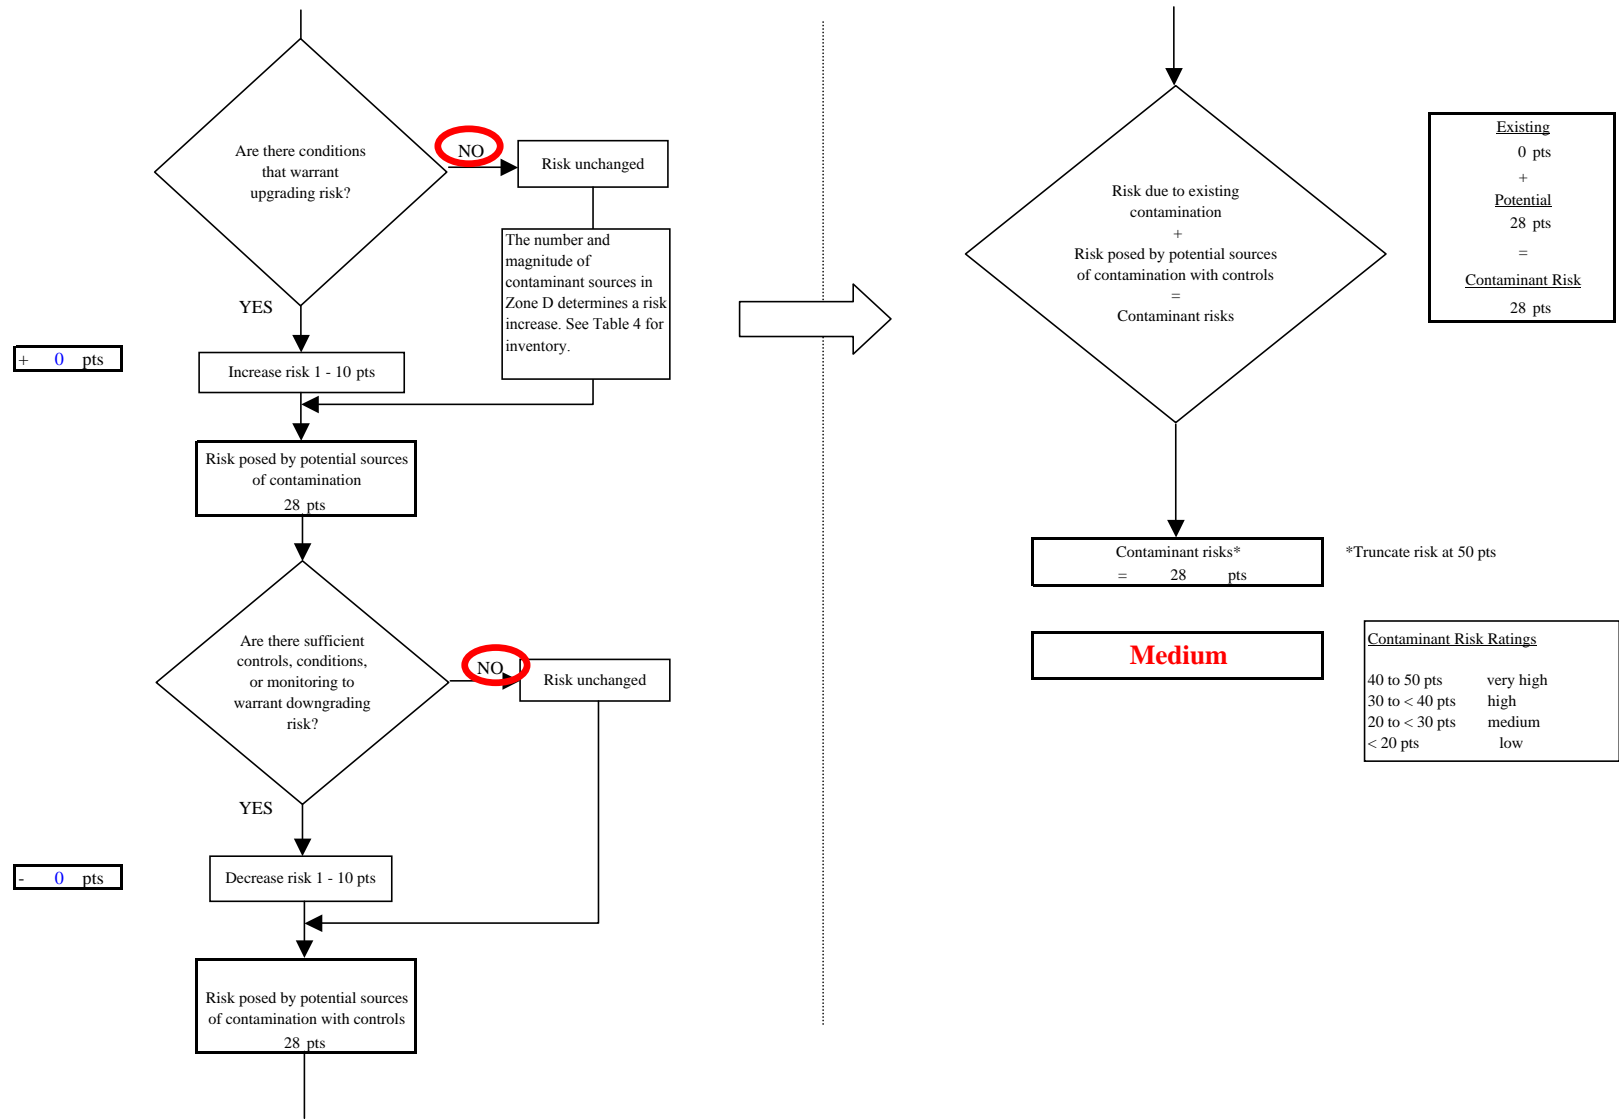 Are there conditions
that warrant
upgrading risk?
NO
Risk unchanged
The number and
magnitude of
contaminant sources in
Zone D determines a risk
increase. See Table 4 for
inventory.
YES
+ 0 pts
Increase risk 1 - 10 pts
Risk posed by potential sources
of contamination
28 pts
Are there sufficient
controls, conditions,
or monitoring to
warrant downgrading
risk?
NO
Risk unchanged
YES
- 0 pts
Decrease risk 1 - 10 pts
Risk posed by potential sources
of contamination with controls
28 pts
Risk due to existing
contamination
+
Risk posed by potential sources
of contamination with controls
=
Contaminant risks
Existing
0 pts
+
Potential
28 pts
=
Contaminant Risk
28 pts
Contaminant risks*
= 28 pts
*Truncate risk at 50 pts
Medium
Contaminant Risk Ratings
40 to 50 pts very high
30 to < 40 pts high
20 to < 30 pts medium
< 20 pts low